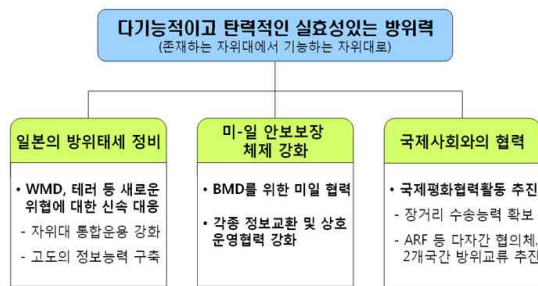 다기능적이고 탄력적인 실효성있는 방위력
(존재하는 자위대에서 기능하는 자위대로)
일본의 방위태세 정비
• WMD, 테러 등 새로운
위협에 대한 신속 대응
- 자위대 통합운용 강화
- 고도의 정보능력 구축
미-일 안보보장
체제 강화
• BMD를 위한 미일 협력
• 각종 정보교환 및 상호
운영협력 강화
국제사회와의 협력
• 국제평화협력활동 추진
- 장거리 수송능력 확보
- ARF 등 다자간 협의체,
2개국간 방위교류 추진